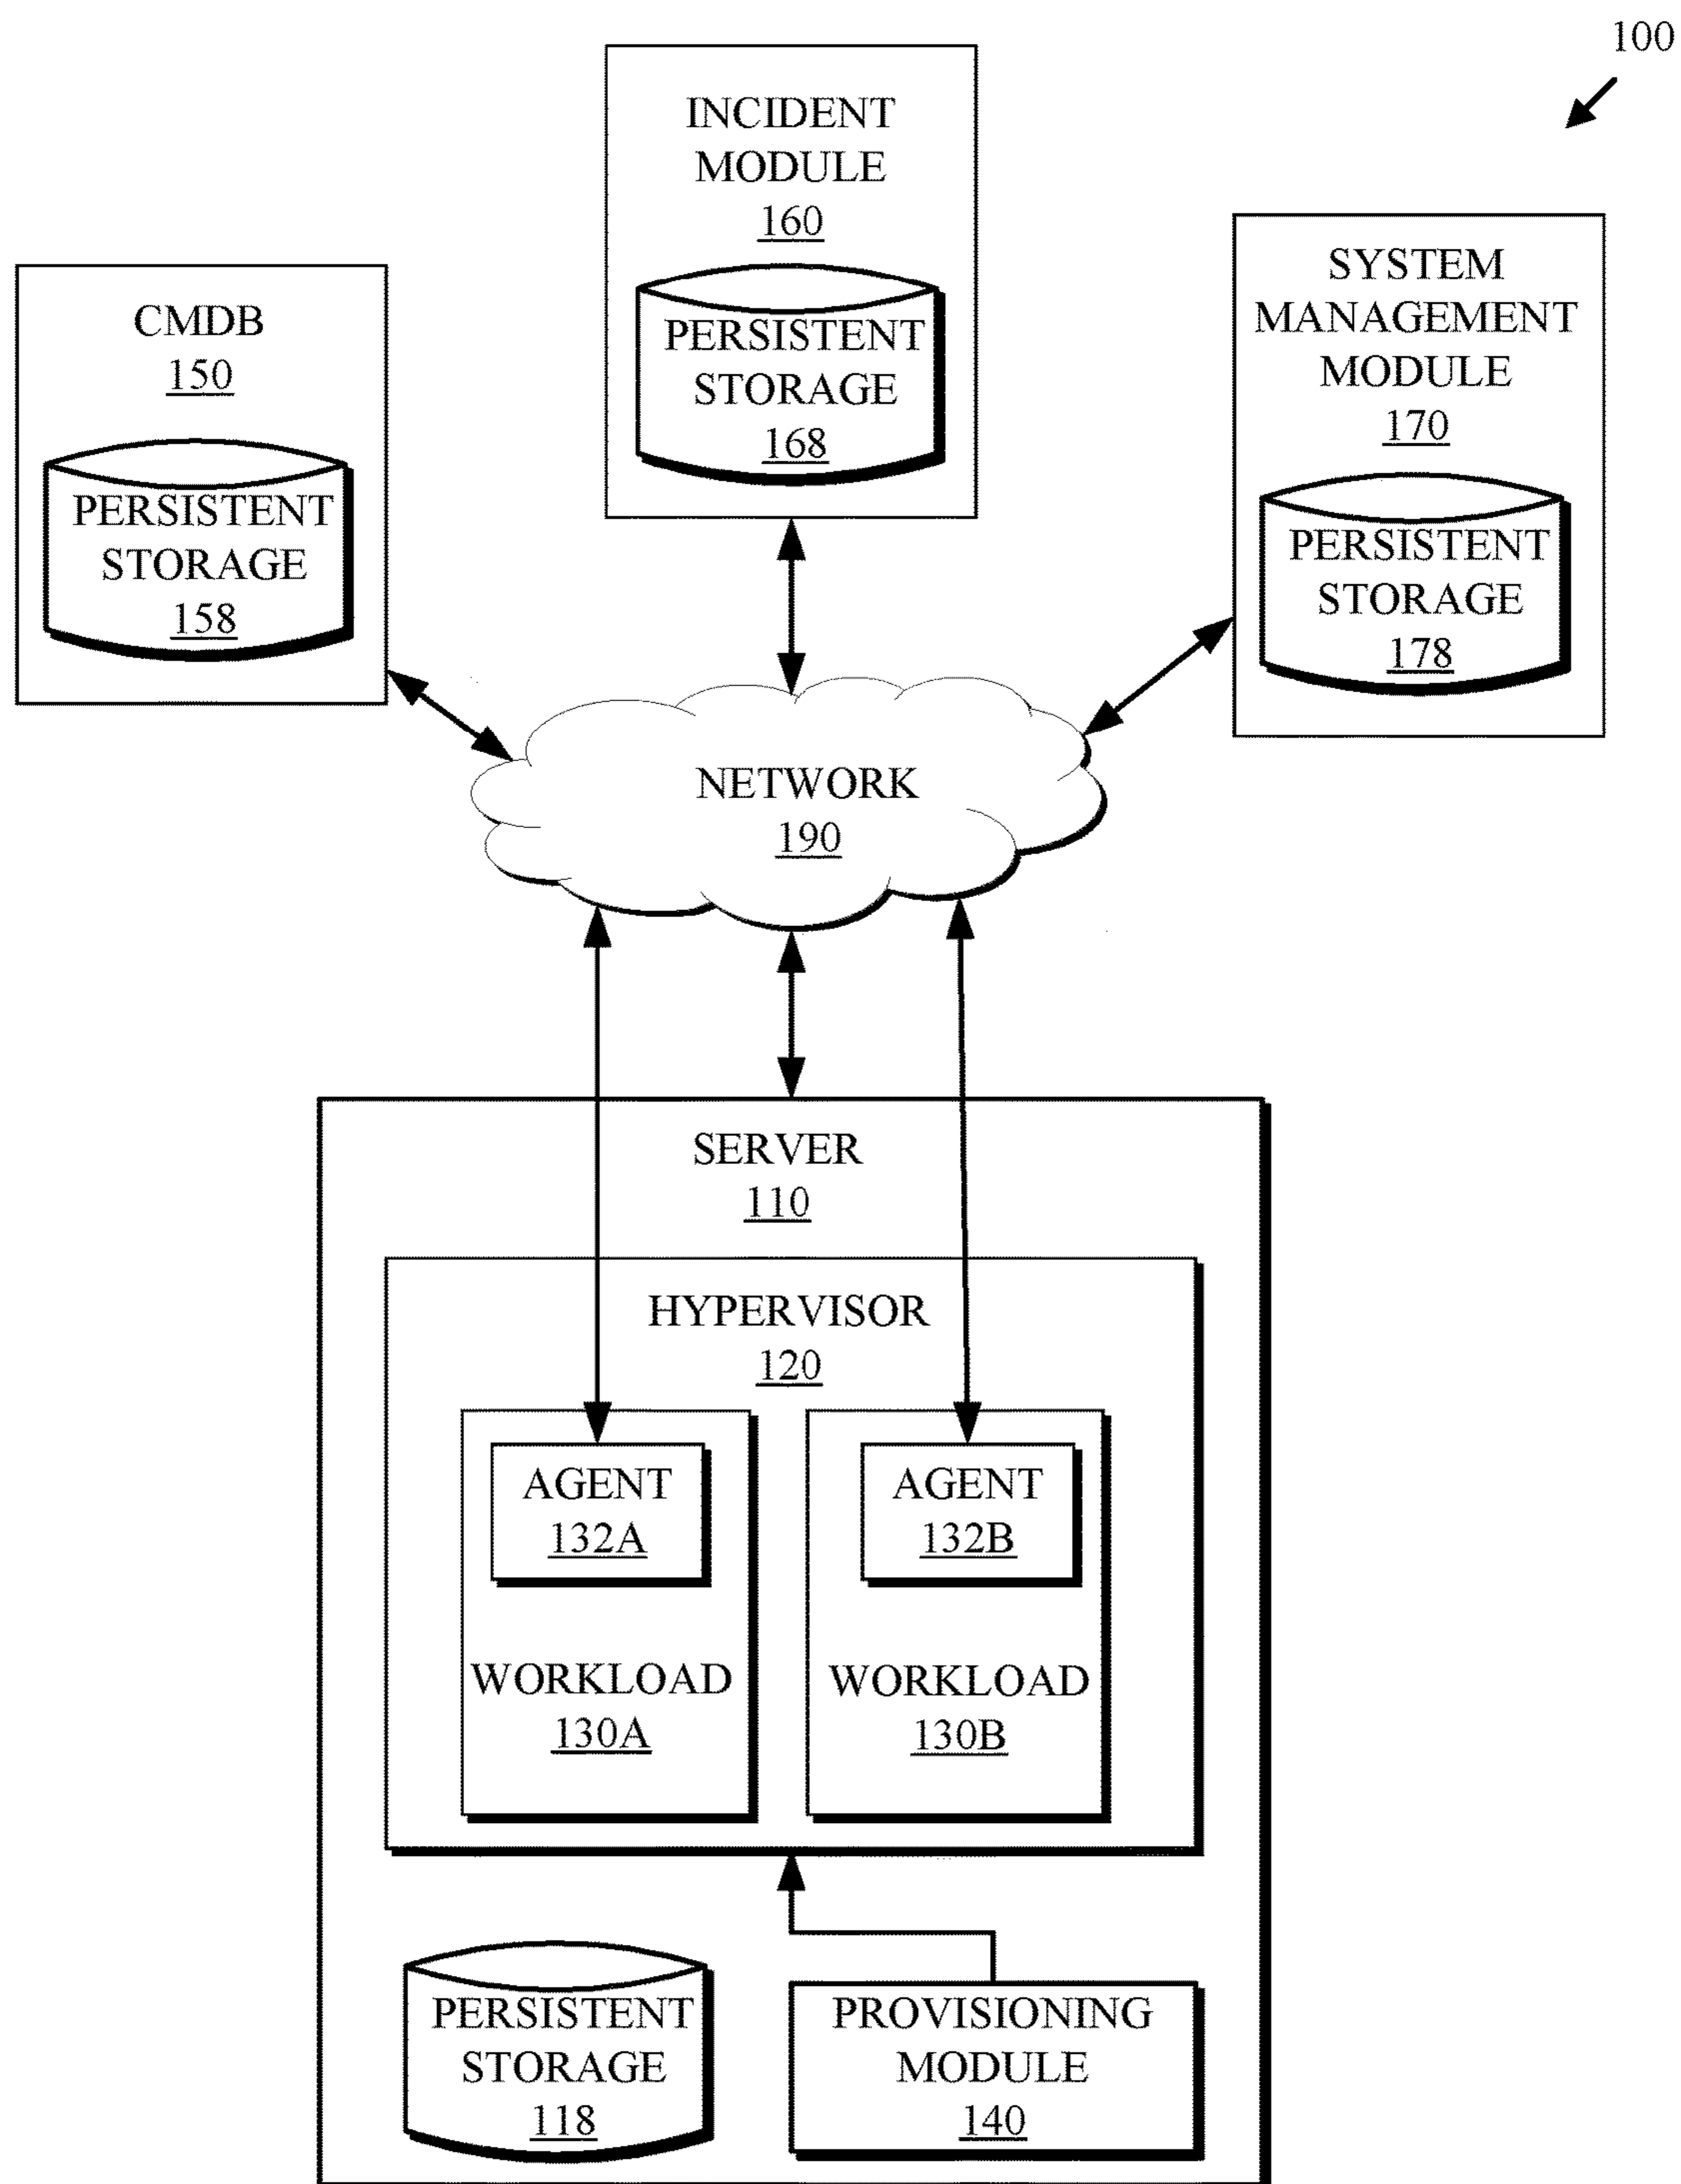 100
INCIDENT
MODULE
160
PERSISTENT
STORAGE
168
CMDB
150
PERSISTENT
STORAGE
158
SYSTEM
MANAGEMENT
MODULE
170
PERSISTENT
STORAGE
178
NETWORK
190
SERVER
110
HYPERVISOR
120
AGENT
132A
WORKLOAD
130A
AGENT
132B
WORKLOAD
130B
PERSISTENT
STORAGE
118
PROVISIONING
MODULE
140